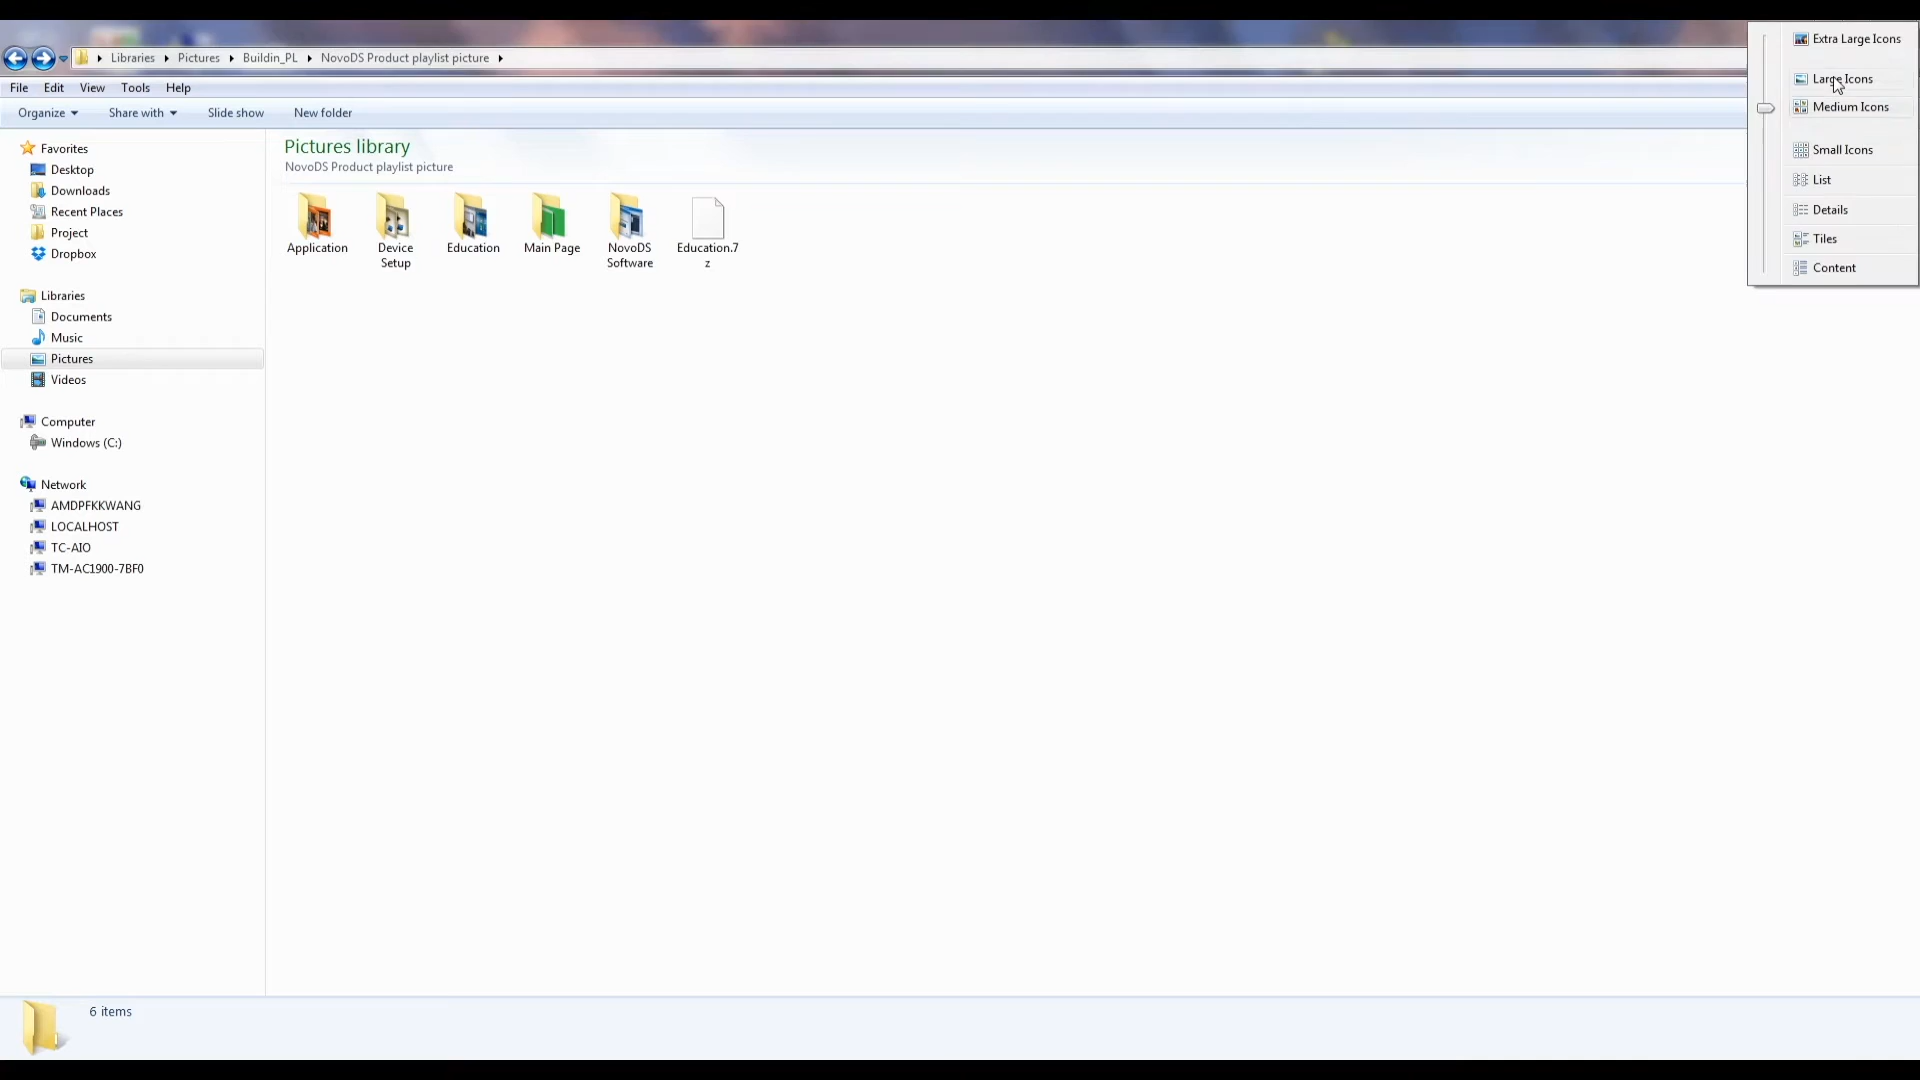 Libraries Pictures Buildin_PL NovoDS Product playlist picture
Extra Large Icons
Large Icons
Medium Icons
Small Icons
List
Details
Tiles
Content
File Edit View Tools Help
Organize Share with Slide show New folder
Favorites
Desktop
Downloads
Recent Places
Project
Dropbox
Libraries
Documents
Music
Pictures
Videos
Computer
Windows (C:)
Network
AMDPFKKWANG
LOCALHOST
TC-AIO
TM-AC1900-7BF0
Pictures library
NovoDS Product playlist picture
Application
Device
Setup
Education
Main Page
NovoDS
Software
Education.7
z
6 items